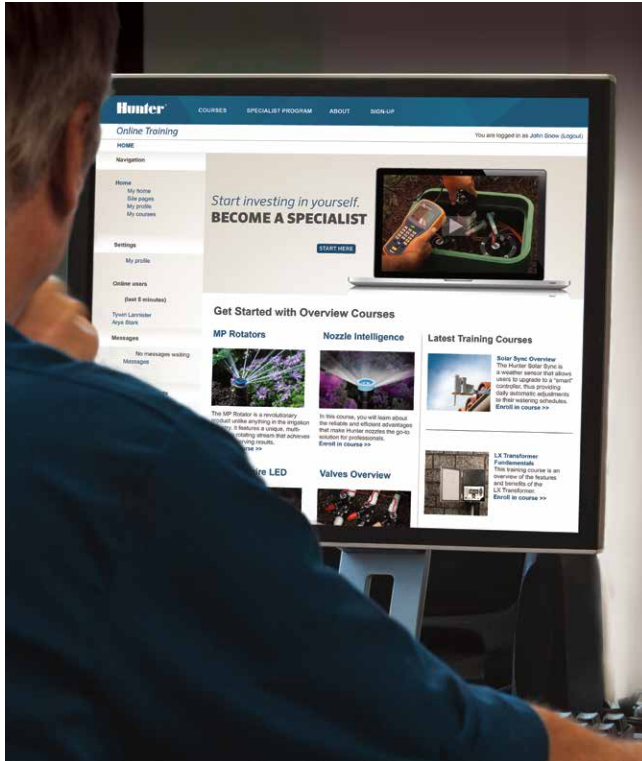 Hunter®
COURSES
SPECIALIST PROGRAM
ABOUT
SIGN-UP
Online Training
You are logged in as John Snow (Logout)
HOME
Navigation
Home
My home
Site pages
My profile
My courses
Settings
My profile
Online users
(last 5 minutes)
Tywin Lannister
Arya Stark
Messages
No messages waiting
Messages
Start investing in yourself.
BECOME A SPECIALIST
START HERE
Get Started with Overview Courses
MP Rotators
The MP Rotator is a revolutionary
product unlike anything in the irrigation
It features a unique, multi-
rotating stream that achieves
results.
>>
Nozzle Intelligence
In this course, you will learn about
the reliable and efficient advantages
that make Hunter nozzles the go-to
solution for professionals.
Enroll in course >>
LED
Valves Overview
Latest Training Courses
Solar Sync Overview
The Hunter Solar Sync is
a weather sensor that allows
users to upgrade to a "smart"
controller, thus providing
daily automatic adjustments
to their watering schedules.
Enroll in course >>
LX Transformer
Fundamentals
This training course is an
overview of the features
and benefits of the
LX Transformer.
Enroll in course >>